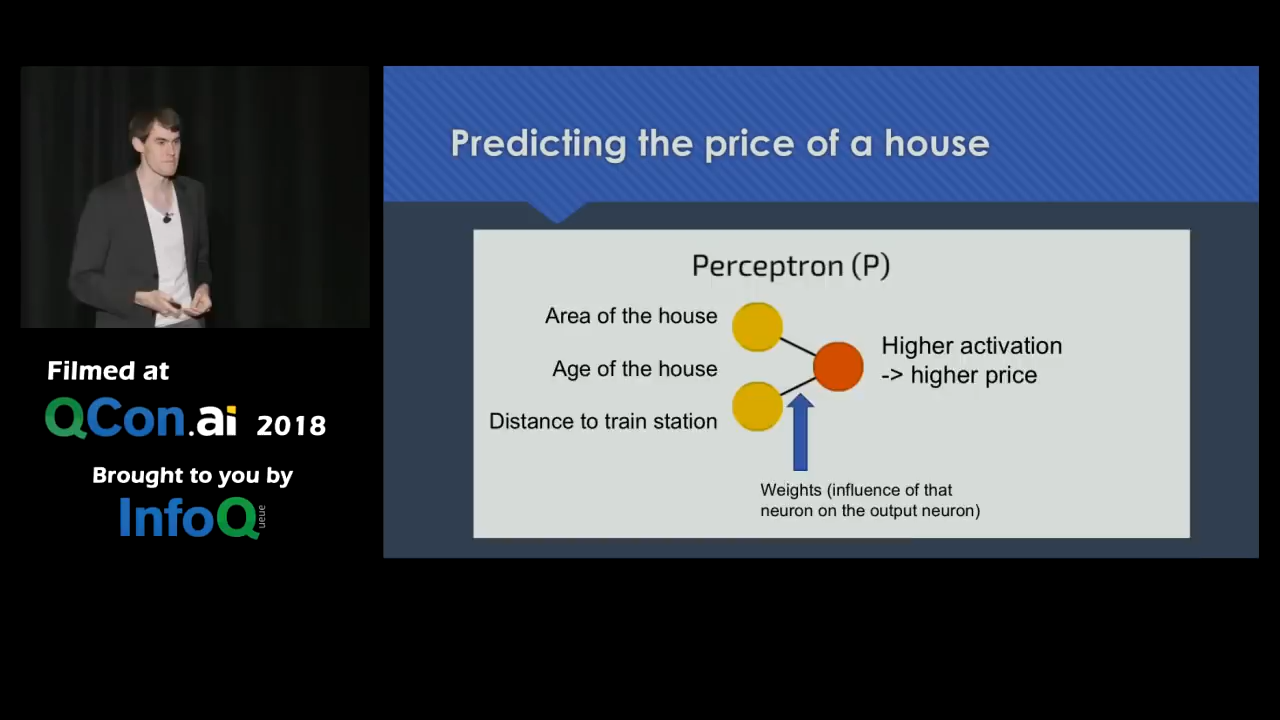 Predicting the price of a house
Perceptron (P)
Area of the house
Age of the house
Distance to train station
Higher activation
-> higher price
Weights (influence of that
neuron on the output neuron)
Filmed at
QCon.ai 2018
Brought to you by
InfoQueue